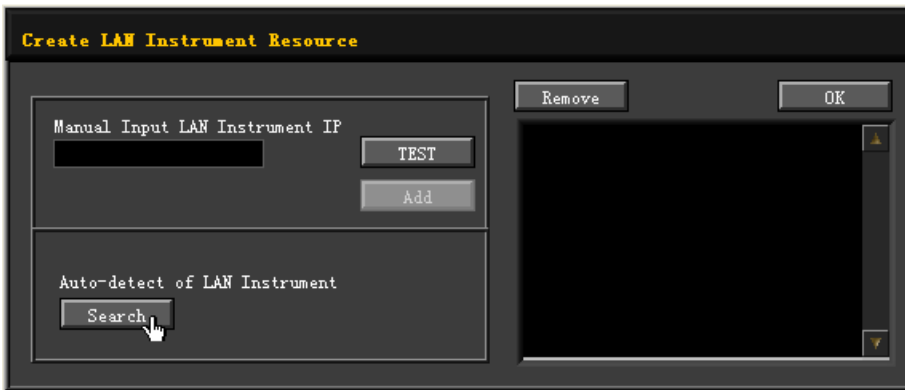 Create LAN Instrument Resource
Remove
OK
Manual Input LAN Instrument IP
TEST
Add
Auto-detect of LAN Instrument
Search